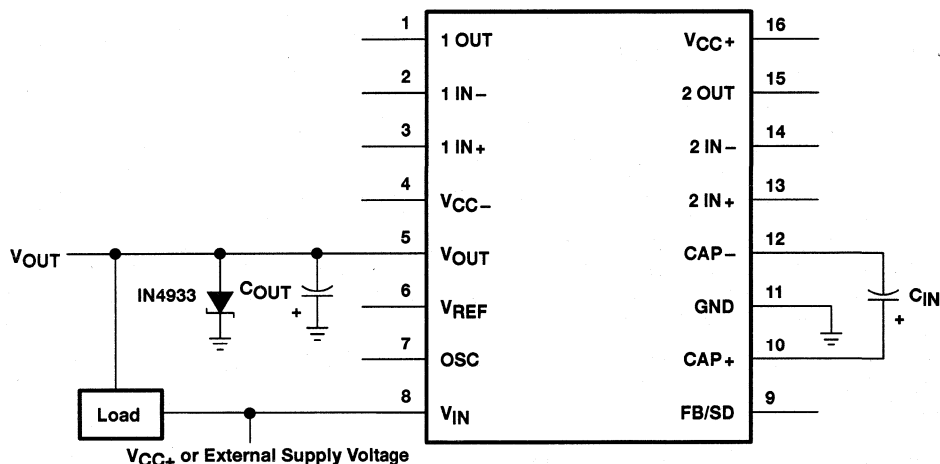 1
1 OUT
VCC+
16
2
1 IN−
2 OUT
15
3
1 IN+
2 IN−
14
4
VCC−
2 IN+
13
VOUT
5
VOUT
CAP−
12
IN4933
COUT
+
6
VREF
GND
11
CIN
+
7
OSC
CAP+
10
Load
8
VIN
FB/SD
9
VCC+ or External Supply Voltage